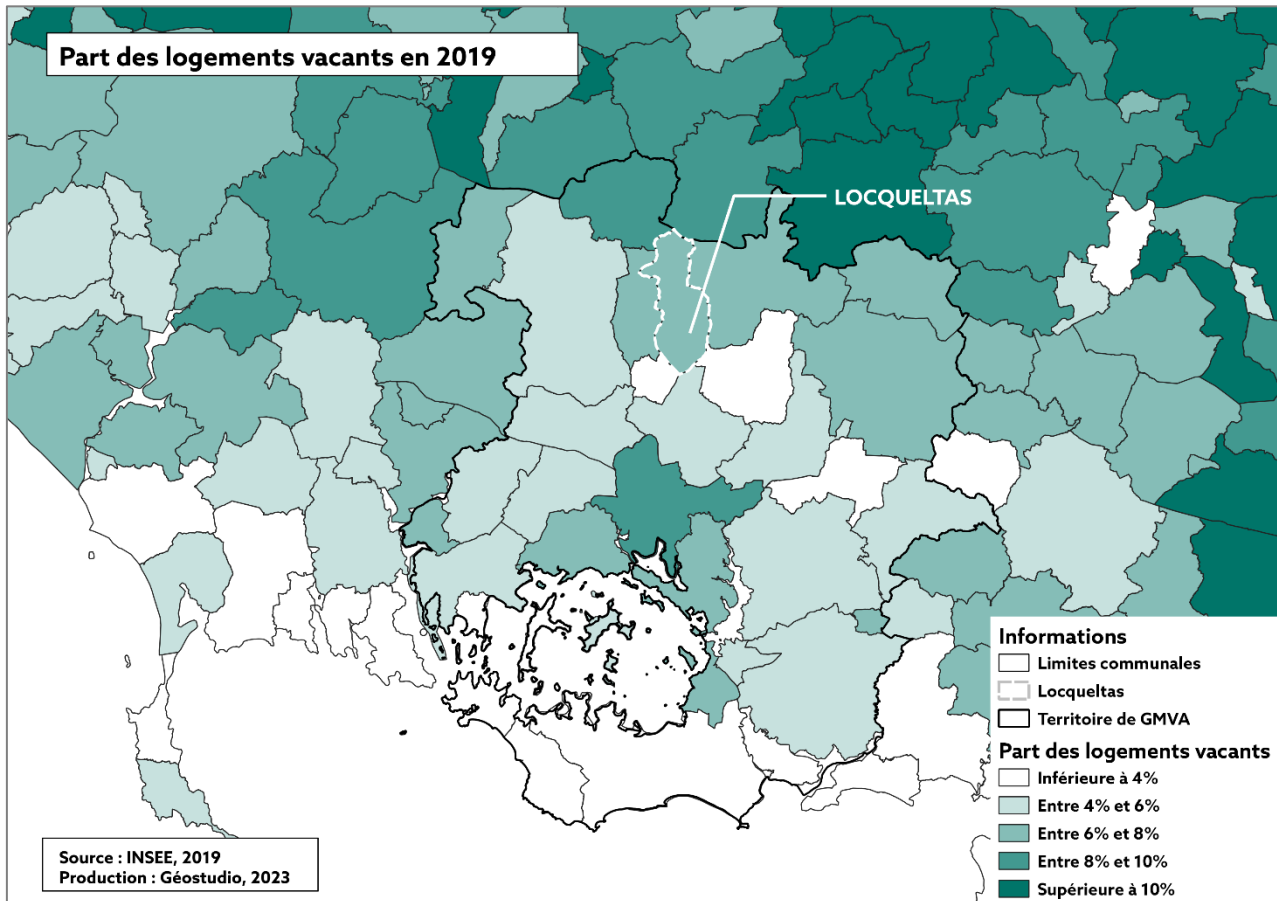 Part des logements vacants en 2019
LOCQUELTAS
Informations
Limites communales
Locqueltas
Territoire de GMVA
Part des logements vacants
Inférieure à 4%
Entre 4% et 6%
Entre 6% et 8%
Entre 8% et 10%
Supérieure à 10%
Source : INSEE, 2019
Production : Géostudio, 2023